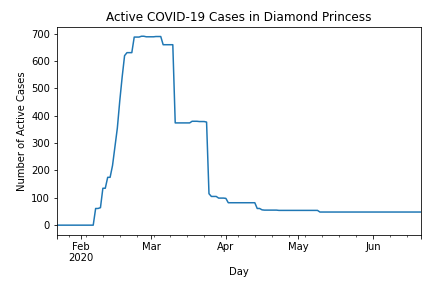 Active COVID-19 Cases in Diamond Princess
Number of Active Cases
700
600
500
400
300
200
100
0
Feb
2020
Mar
Apr
May
Jun
Day